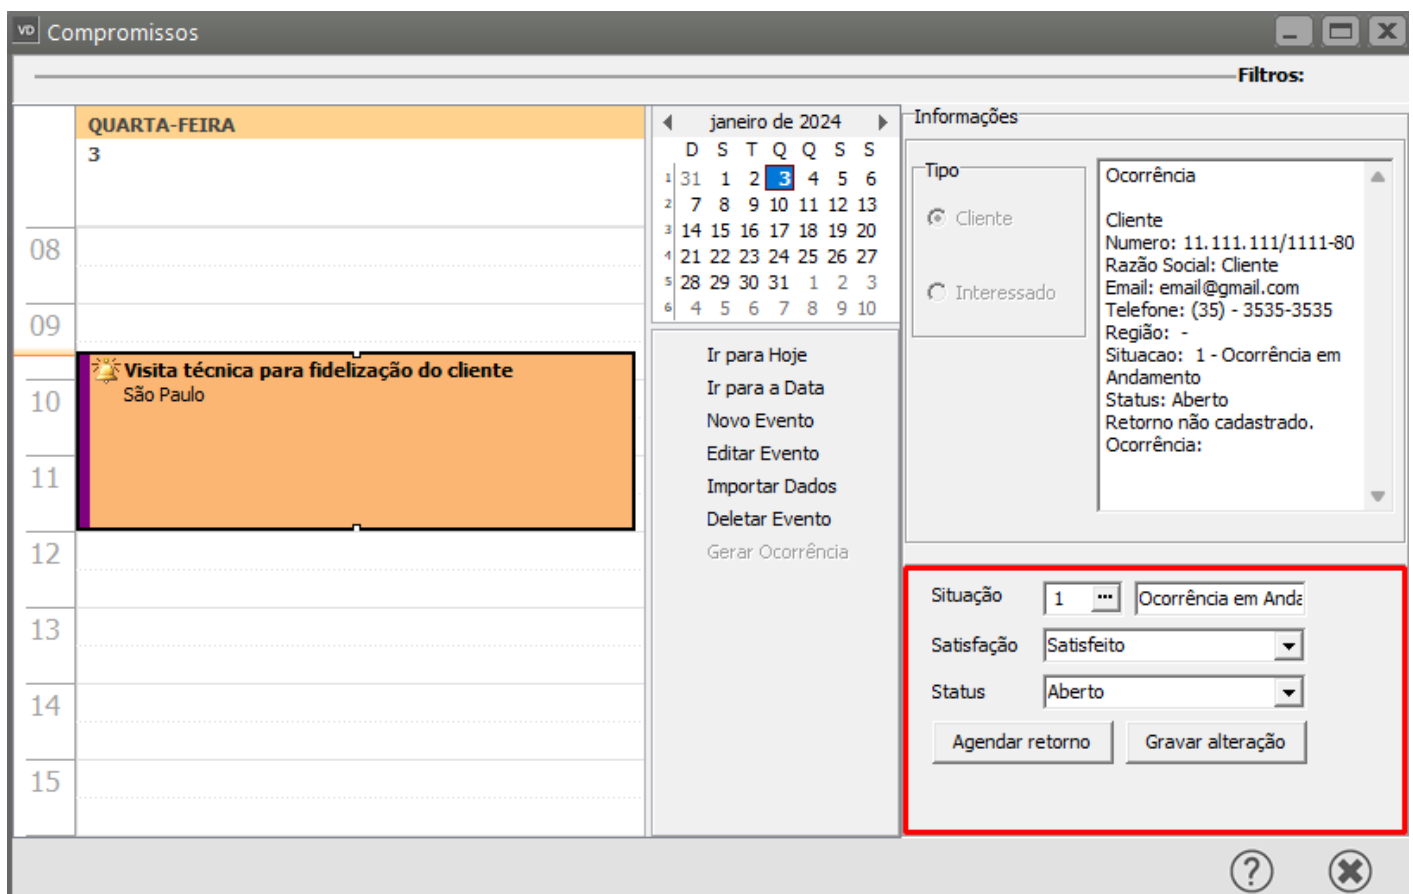 VD Compromissos
Filtros:
QUARTA-FEIRA
3
08
09
Visita técnica para fidelização do cliente
São Paulo
10
11
12
13
14
15
janeiro de 2024
D S T Q Q S S
1 31 1 2 3 4 5 6
2 7 8 9 10 11 12 13
3 14 15 16 17 18 19 20
4 21 22 23 24 25 26 27
5 28 29 30 31 1 2 3
6 4 5 6 7 8 9 10
Ir para Hoje
Ir para a Data
Novo Evento
Editar Evento
Importar Dados
Deletar Evento
Gerar Ocorrência
Informações
Tipo
Cliente
Interessado
Ocorrência
Cliente
Numero: 11.111.111/1111-80
Razão Social: Cliente
Email: email@gmail.com
Telefone: (35) - 3535-3535
Região: -
Situacao: 1 - Ocorrência em
Andamento
Status: Aberto
Retorno não cadastrado.
Ocorrência:
Situação 1 ... Ocorrência em Anda
Satisfação Satisfeito
Status Aberto
Agendar retorno Gravar alteração
?